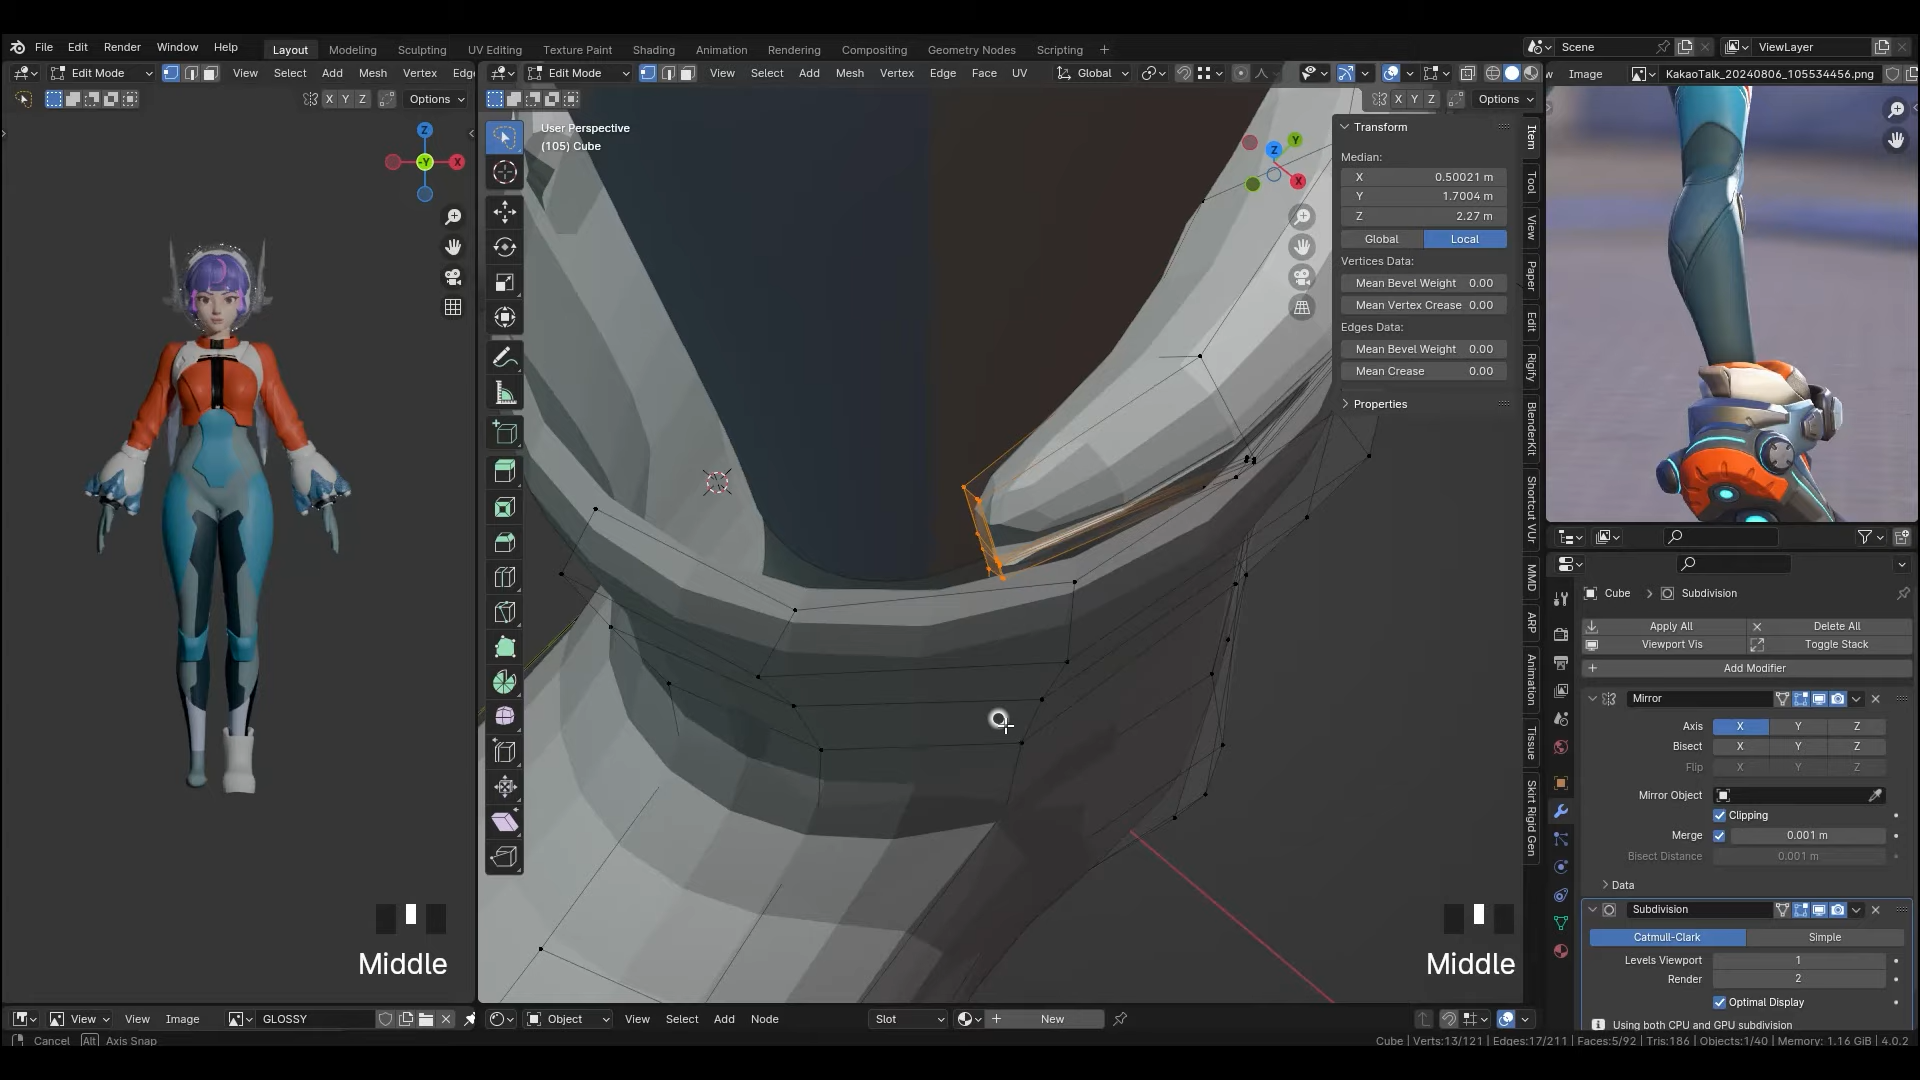 File Edit Render Window Help Layout Modeling Sculpting UV Editing Texture Paint Shading Animation Rendering Compositing Geometry Nodes Scripting + Scene ViewLayer
Edit Mode View Select Add Mesh Vertex Edg Edit Mode View Select Add Mesh Vertex Edge Face UV Global Image KakaoTalk_20240806_105534456.png
X Y Z Options X Y Z Options
User Perspective
(105) Cube
Z
-Y X
Y
Z
X
Transform
Median:
X 0.50021 m
Y 1.7004 m
Z 2.27 m
Global Local
Vertices Data:
Mean Bevel Weight 0.00
Mean Vertex Crease 0.00
Edges Data:
Mean Bevel Weight 0.00
Mean Crease 0.00
Properties
Item
Tool
View
Paper
Edit
Rigify
BlenderKit
Shortcut VUr
MMD
ARP
Animation
Tissue
Skirt Rigid Gen
Cube > Subdivision
Apply All Delete All
Viewport Vis Toggle Stack
Add Modifier
Mirror
Axis X Y Z
Bisect X Y Z
Flip X Y Z
Mirror Object
Clipping
Merge 0.001 m
Bisect Distance 0.001 m
Data
Subdivision
Catmull-Clark Simple
Levels Viewport 1
Render 2
Optimal Display
Using both CPU and GPU subdivision
Middle
Middle
View View Image GLOSSY Object View Select Add Node Slot New
Cancel Alt Axis Snap Cube | Verts:13/121 | Edges:17/211 | Faces:5/92 | Tris:186 | Objects:1/40 | Memory: 1.16 GiB | 4.0.2